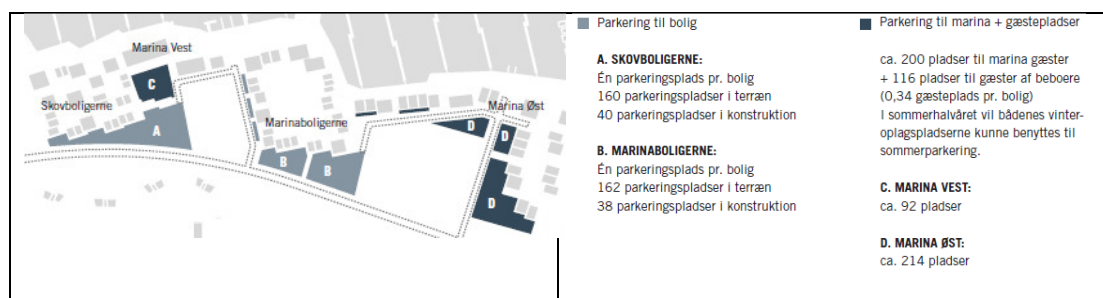 Marina Vest
C
Skovboligerne
A
Marinaboligerne
B
B
Marina Øst
D
D
D
Parkering til bolig
A. SKOVBOLIGERNE:
Én parkeringsplads pr. bolig
160 parkeringspladser i terræn
40 parkeringspladser i konstruktion
B. MARINABOLIGERNE:
Én parkeringsplads pr. bolig
162 parkeringspladser i terræn
38 parkeringspladser i konstruktion
Parkering til marina + gæstepladser
ca. 200 pladser til marina gæster
+ 116 pladser til gæster af beboere
(0,34 gæsteplads pr. bolig)
I sommerhalvåret vil bådenes vinter-
oplagspladserne kunne benyttes til
sommerparkering.
C. MARINA VEST:
ca. 92 pladser
D. MARINA ØST:
ca. 214 pladser